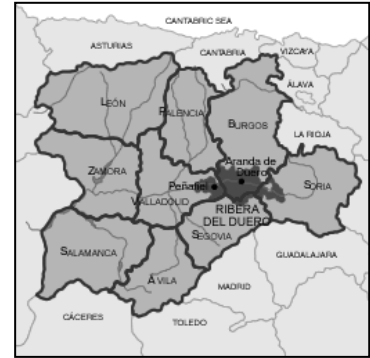 CANTABRIC SEA
ASTURIAS
CANTABRIA
VIZCAYA
ÁLAVA
LEÓN
PALENCIA
BURGOS
LA RIOJA
ZAMORA
Aranda de
Duero
Peñafiel
SORIA
VALLADOLID
RIBERA
DEL DUERO
SEGOVIA
SALAMANCA
ÁVILA
GUADALAJARA
MADRID
CÁCERES
TOLEDO